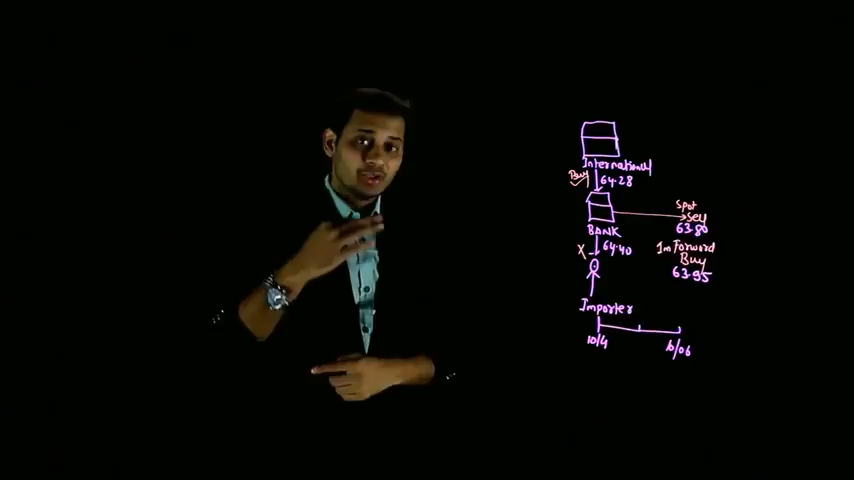 International
Buy
64.28
BANK
Spot
Sell
63.80
X
64.40
1m Forward
Buy
63.95
Importer
10/4
10/06